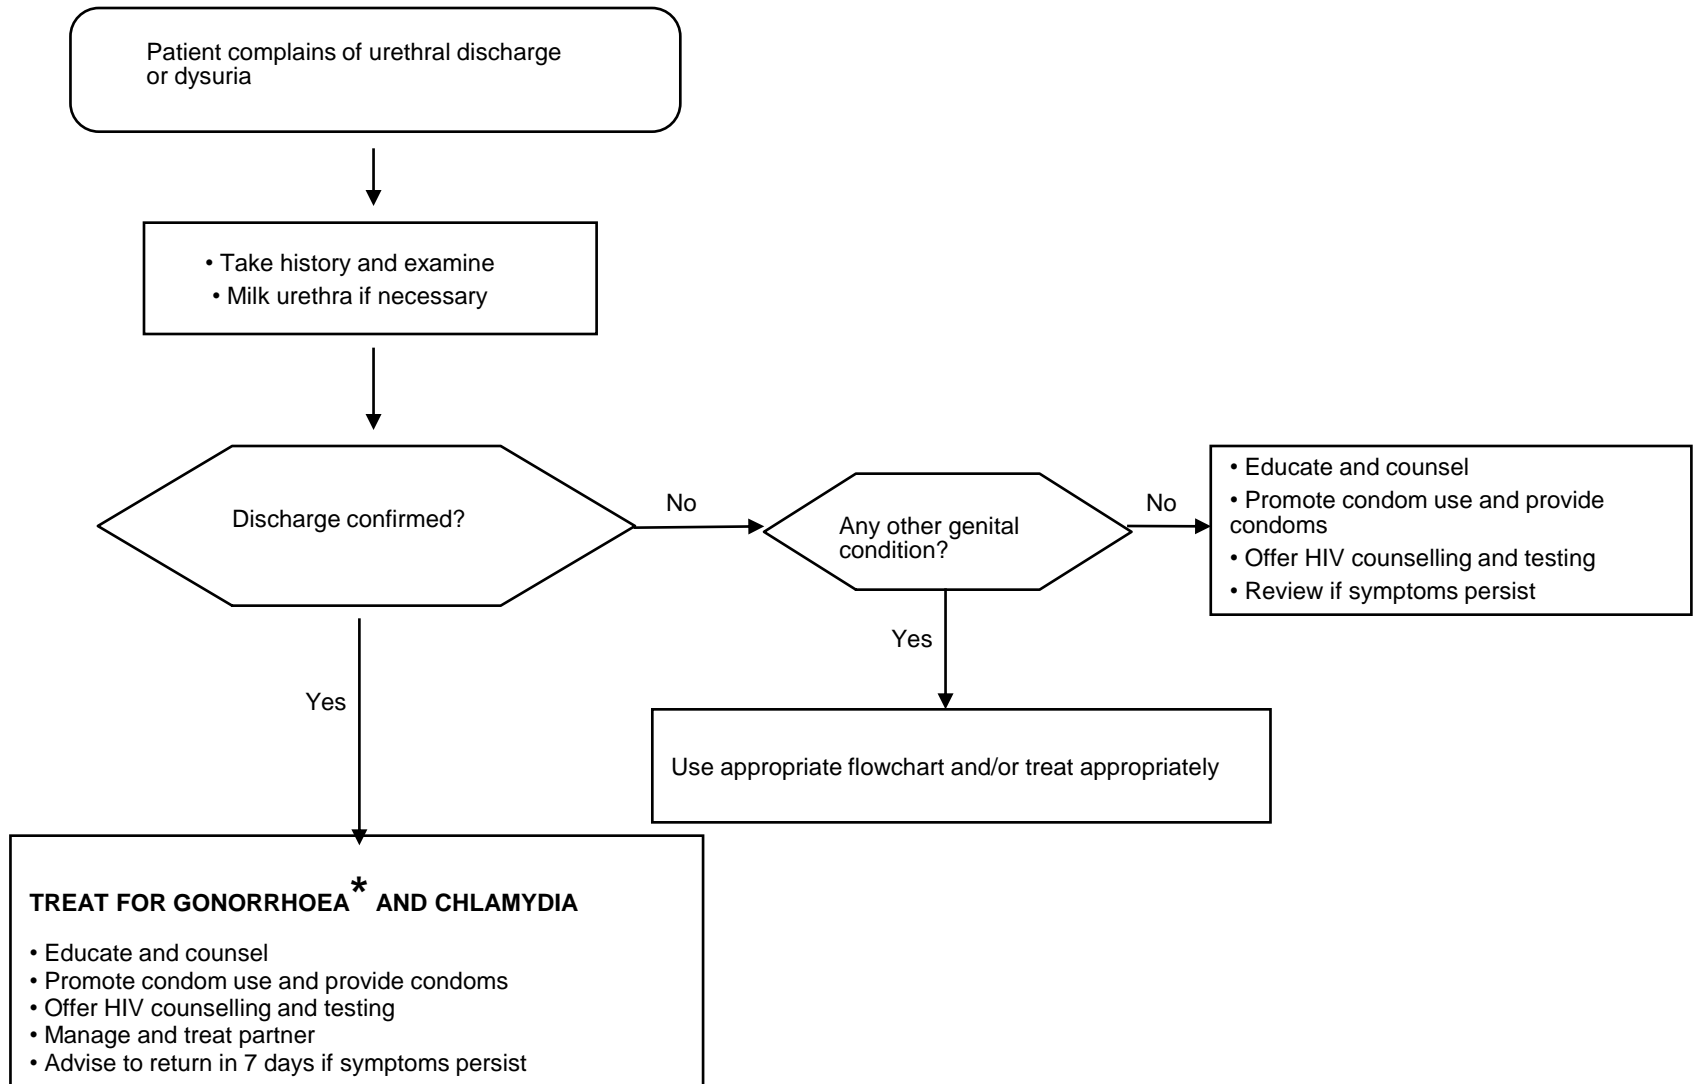 Patient complains of urethral discharge
or dysuria
• Take history and examine
• Milk urethra if necessary
Discharge confirmed?
No
Any other genital
condition?
No
• Educate and counsel
• Promote condom use and provide
condoms
• Offer HIV counselling and testing
• Review if symptoms persist
Yes
Use appropriate flowchart and/or treat appropriately
Yes
TREAT FOR GONORRHOEA* AND CHLAMYDIA
• Educate and counsel
• Promote condom use and provide condoms
• Offer HIV counselling and testing
• Manage and treat partner
• Advise to return in 7 days if symptoms persist